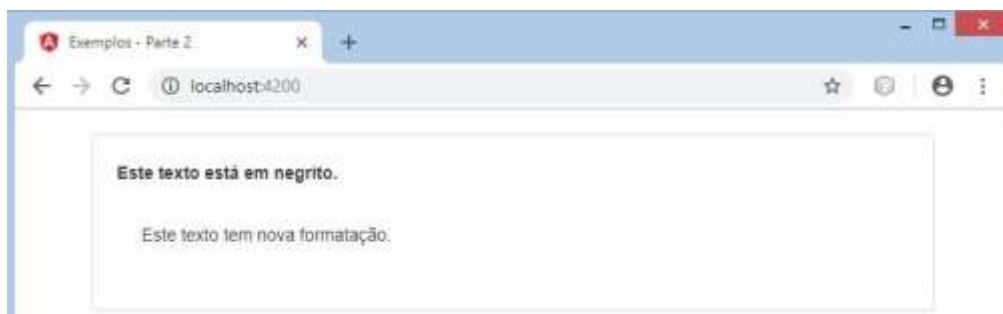 Exemplos - Parte 2
localhost:4200
Este texto está em negrito.
Este texto tem nova formatação.